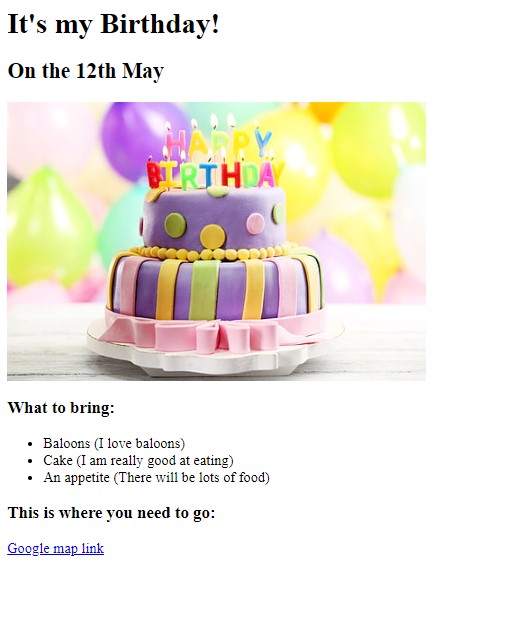 It's my Birthday!
On the 12th May
HAPPY
BIRTHDAY
What to bring:
Baloons (I love baloons)
Cake (I am really good at eating)
An appetite (There will be lots of food)
This is where you need to go:
Google map link